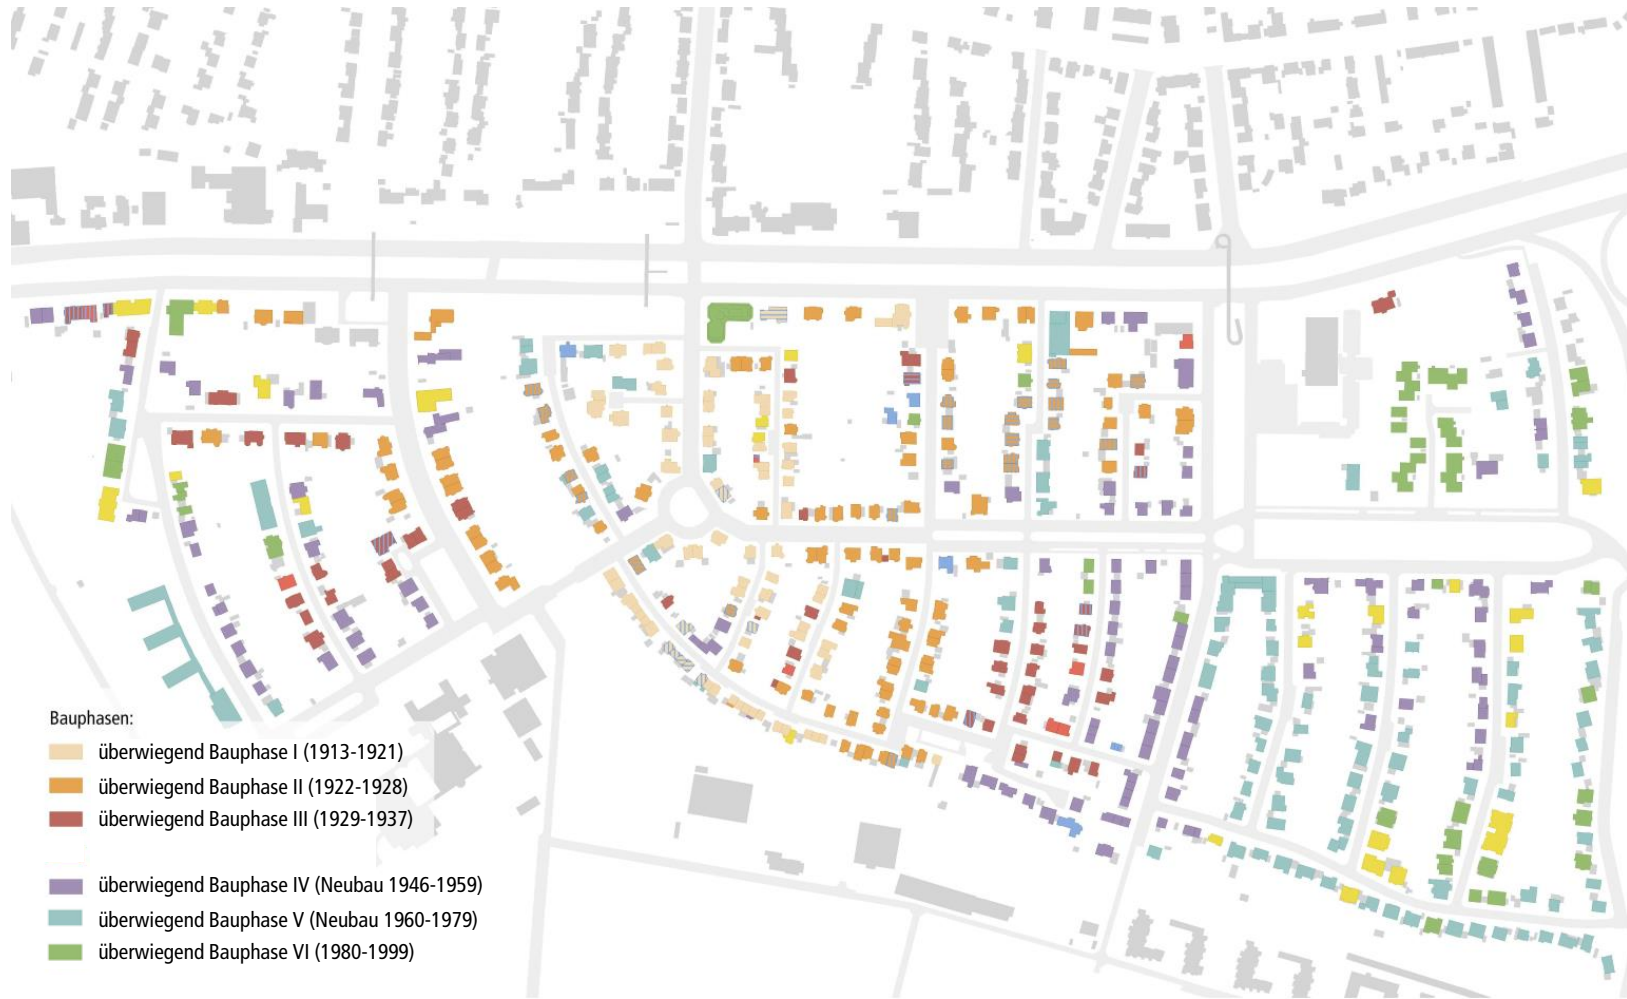 Bauphasen:
überwiegend Bauphase I (1913-1921)
überwiegend Bauphase II (1922-1928)
überwiegend Bauphase III (1929-1937)
überwiegend Bauphase IV (Neubau 1946-1959)
überwiegend Bauphase V (Neubau 1960-1979)
überwiegend Bauphase VI (1980-1999)